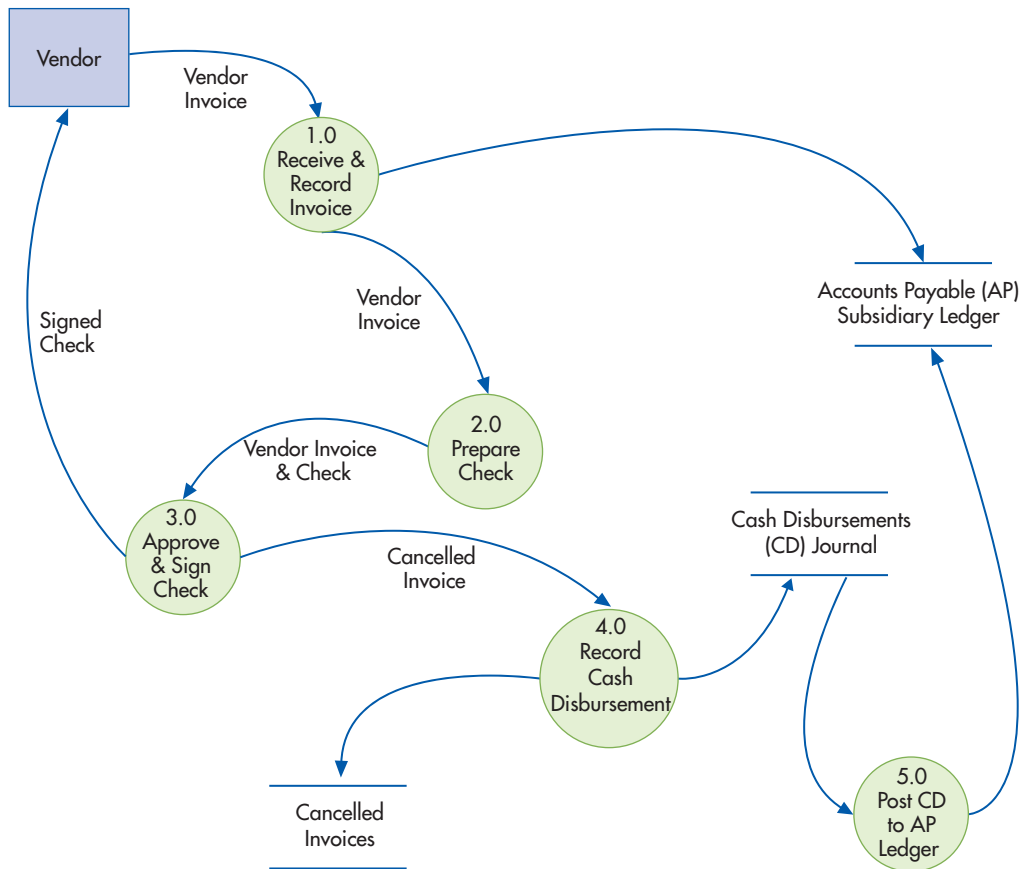 Vendor
Vendor
Invoice
1.0
Receive &
Record
Invoice
Accounts Payable (AP)
Subsidiary Ledger
Vendor
Invoice
Signed
Check
2.0
Prepare
Check
Vendor Invoice
& Check
3.0
Approve
& Sign
Check
Cancelled
Invoice
Cash Disbursements
(CD) Journal
4.0
Record
Cash
Disbursement
5.0
Post CD
to AP
Ledger
Cancelled
Invoices